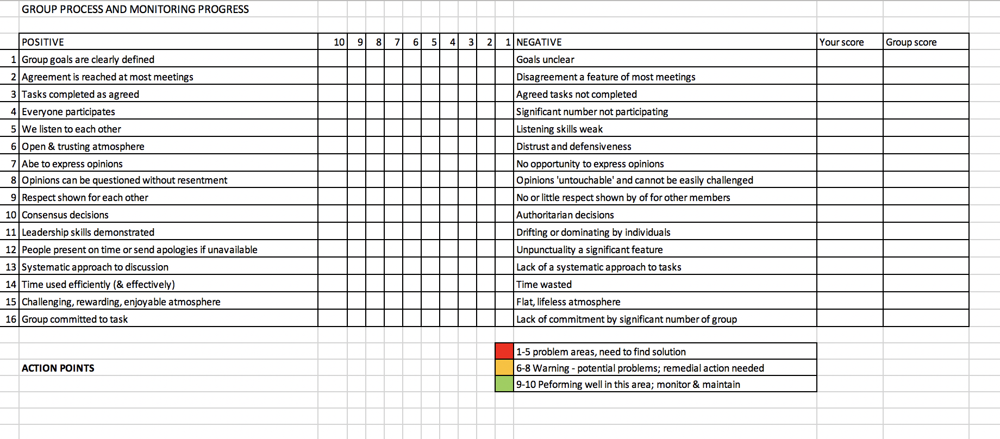 GROUP PROCESS AND MONITORING PROGRESS
POSITIVE 10 9 8 7 6 5 4 3 2 1 NEGATIVE Your score Group score
1 Group goals are clearly defined Goals unclear
2 Agreement is reached at most meetings Disagreement a feature of most meetings
3 Tasks completed as agreed Agreed tasks not completed
4 Everyone participates Significant number not participating
5 We listen to each other Listening skills weak
6 Open & trusting atmosphere Distrust and defensiveness
7 Abe to express opinions No opportunity to express opinions
8 Opinions can be questioned without resentment Opinions 'untouchable' and cannot be easily challenged
9 Respect shown for each other No or little respect shown by of for other members
10 Consensus decisions Authoritarian decisions
11 Leadership skills demonstrated Drifting or dominating by individuals
12 People present on time or send apologies if unavailable Unpunctuality a significant feature
13 Systematic approach to discussion Lack of a systematic approach to tasks
14 Time used efficiently (& effectively) Time wasted
15 Challenging, rewarding, enjoyable atmosphere Flat, lifeless atmosphere
16 Group committed to task Lack of commitment by significant number of group
1-5 problem areas, need to find solution
ACTION POINTS 6-8 Warning - potential problems; remedial action needed
9-10 Peforming well in this area; monitor & maintain